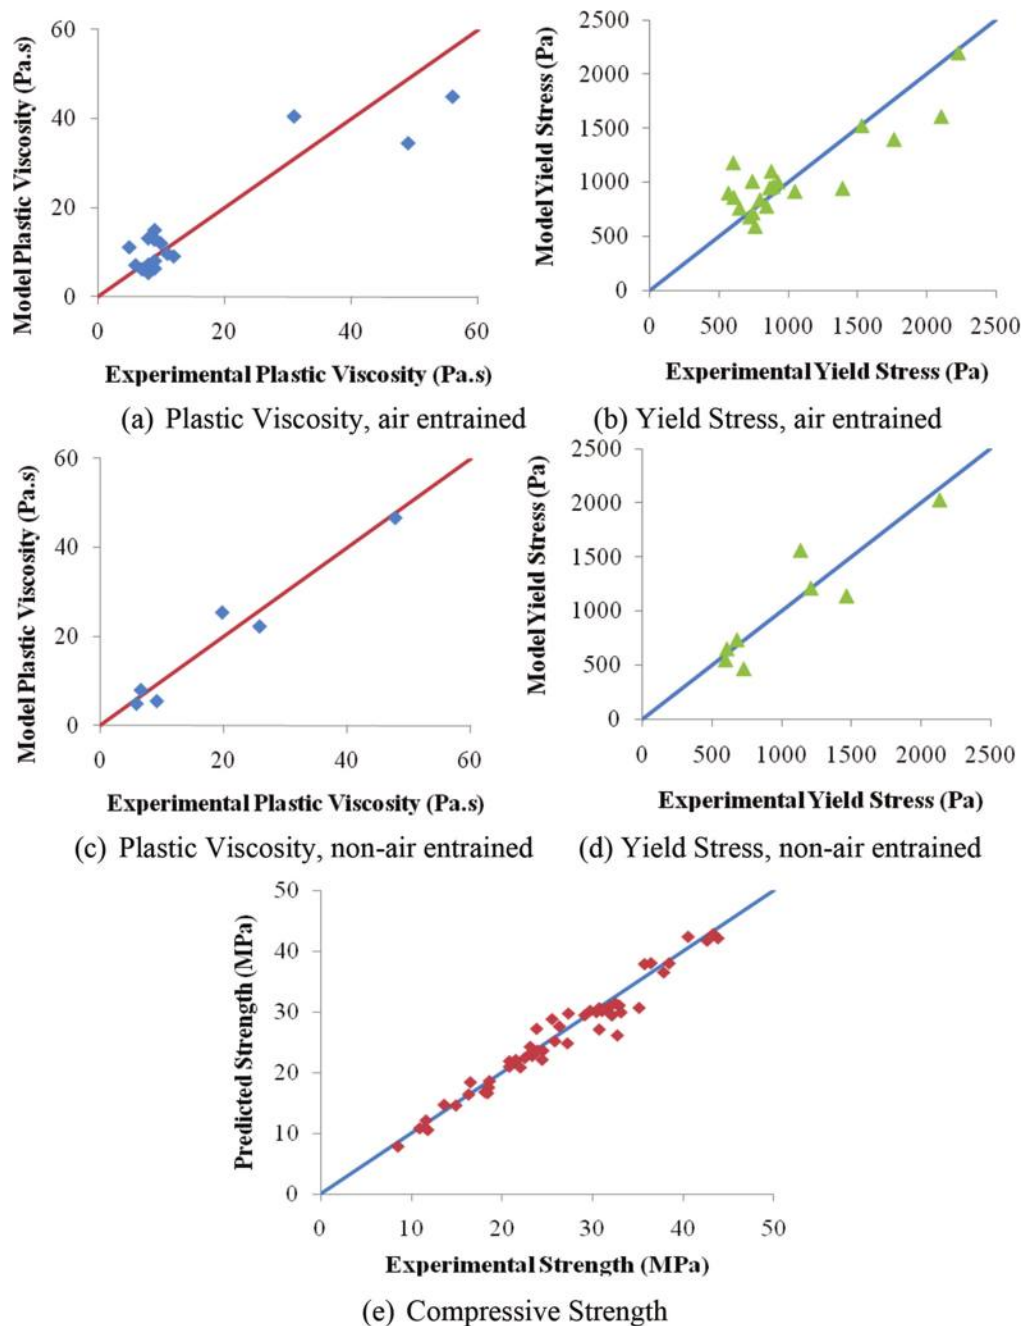 60
40
20
0
0 20 40 60
Model Plastic Viscosity (Pa.s)
Experimental Plastic Viscosity (Pa.s)
(a) Plastic Viscosity, air entrained
2500
2000
1500
1000
500
0
0 500 1000 1500 2000 2500
Model Yield Stress (Pa)
Experimental Yield Stress (Pa)
(b) Yield Stress, air entrained
60
40
20
0
0 20 40 60
Model Plastic Viscosity (Pa.s)
Experimental Plastic Viscosity (Pa.s)
(c) Plastic Viscosity, non-air entrained
2500
2000
1500
1000
500
0
0 500 1000 1500 2000 2500
Model Yield Stress (Pa)
Experimental Yield Stress (Pa)
(d) Yield Stress, non-air entrained
50
40
30
20
10
0
0 10 20 30 40 50
Predicted Strength (MPa)
Experimental Strength (MPa)
(e) Compressive Strength